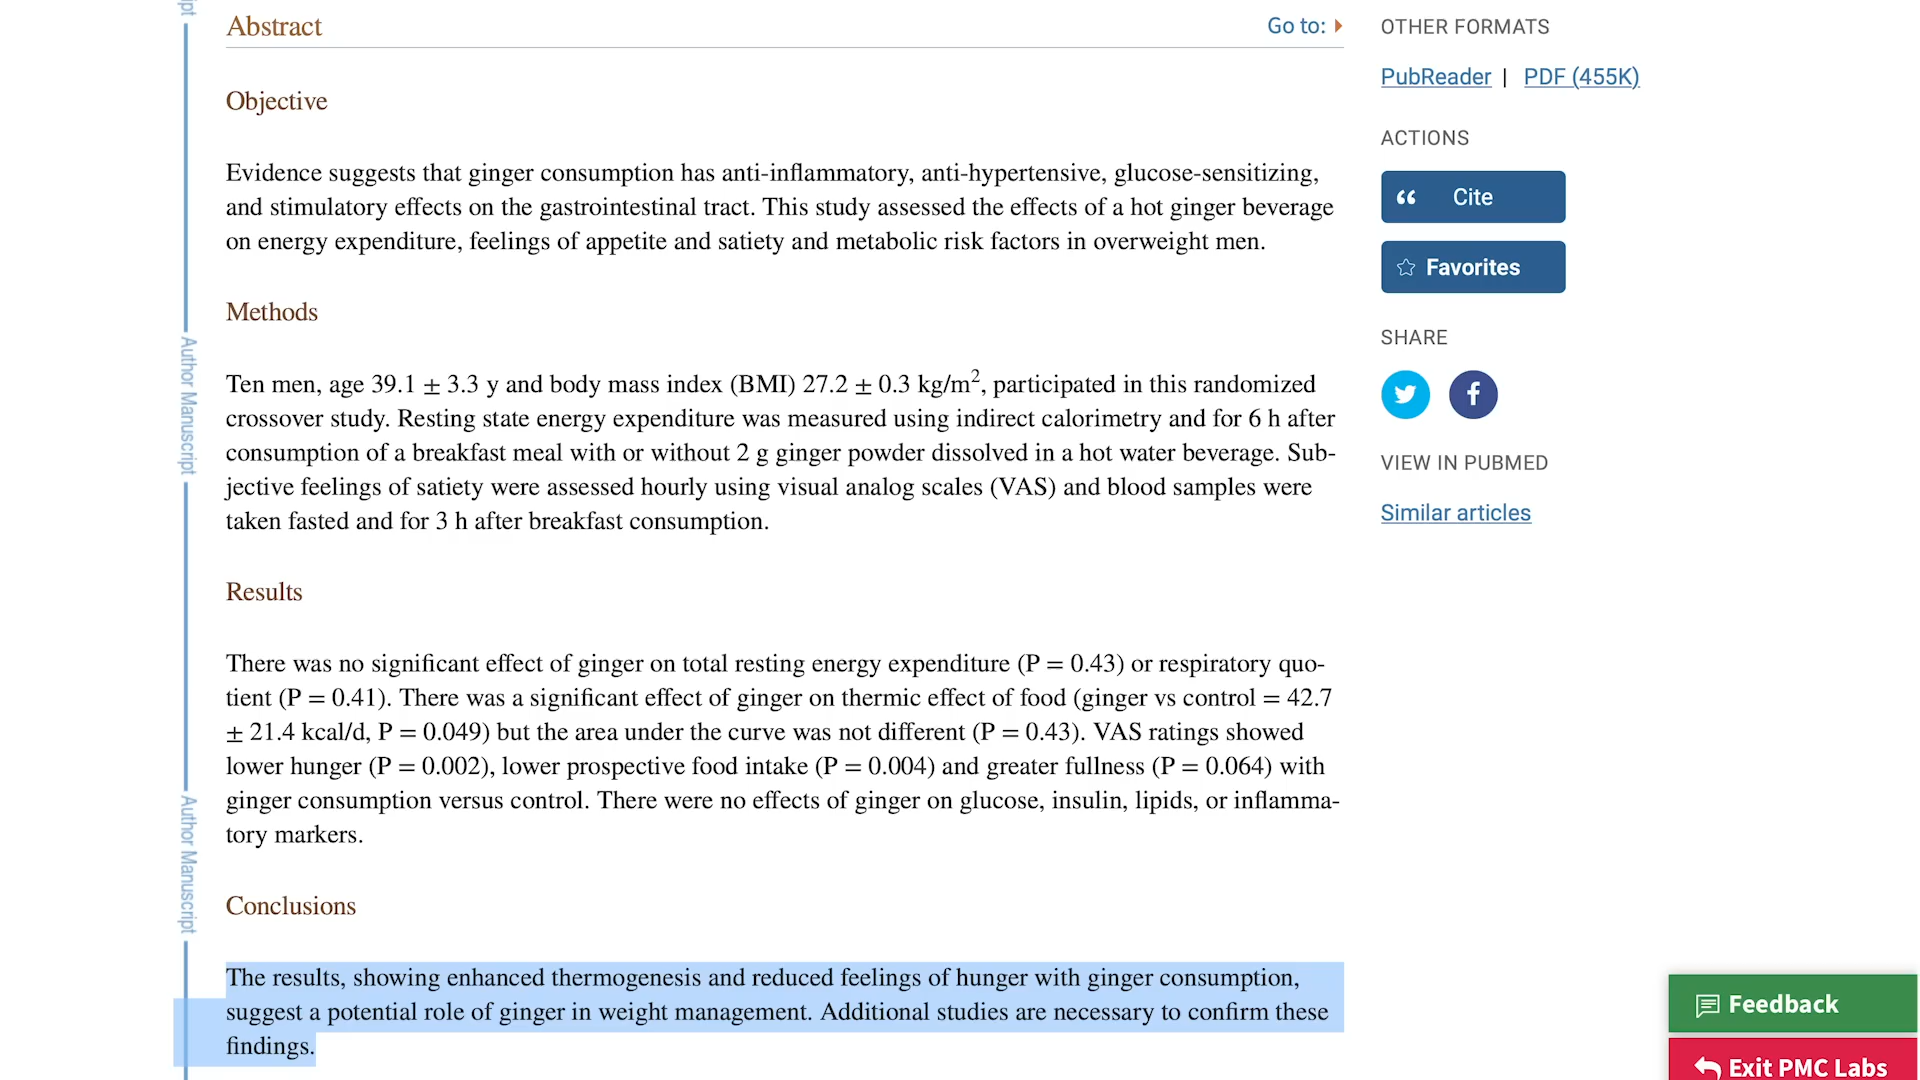 pt
Abstract
Go to:
Objective
Evidence suggests that ginger consumption has anti-inflammatory, anti-hypertensive, glucose-sensitizing,
and stimulatory effects on the gastrointestinal tract. This study assessed the effects of a hot ginger beverage
on energy expenditure, feelings of appetite and satiety and metabolic risk factors in overweight men.
Methods
Ten men, age 39.1 ± 3.3 y and body mass index (BMI) 27.2 ± 0.3 kg/m², participated in this randomized
crossover study. Resting state energy expenditure was measured using indirect calorimetry and for 6 h after
consumption of a breakfast meal with or without 2 g ginger powder dissolved in a hot water beverage. Sub-
jective feelings of satiety were assessed hourly using visual analog scales (VAS) and blood samples were
taken fasted and for 3 h after breakfast consumption.
Results
There was no significant effect of ginger on total resting energy expenditure (P = 0.43) or respiratory quo-
tient (P = 0.41). There was a significant effect of ginger on thermic effect of food (ginger vs control = 42.7
± 21.4 kcal/d, P = 0.049) but the area under the curve was not different (P = 0.43). VAS ratings showed
lower hunger (P = 0.002), lower prospective food intake (P = 0.004) and greater fullness (P = 0.064) with
ginger consumption versus control. There were no effects of ginger on glucose, insulin, lipids, or inflamma-
tory markers.
Conclusions
The results, showing enhanced thermogenesis and reduced feelings of hunger with ginger consumption,
suggest a potential role of ginger in weight management. Additional studies are necessary to confirm these
findings.
Author Manuscript
Author Manuscript
OTHER FORMATS
PubReader | PDF (455K)
ACTIONS
Cite
Favorites
SHARE
VIEW IN PUBMED
Similar articles
Feedback
Exit PMC Labs